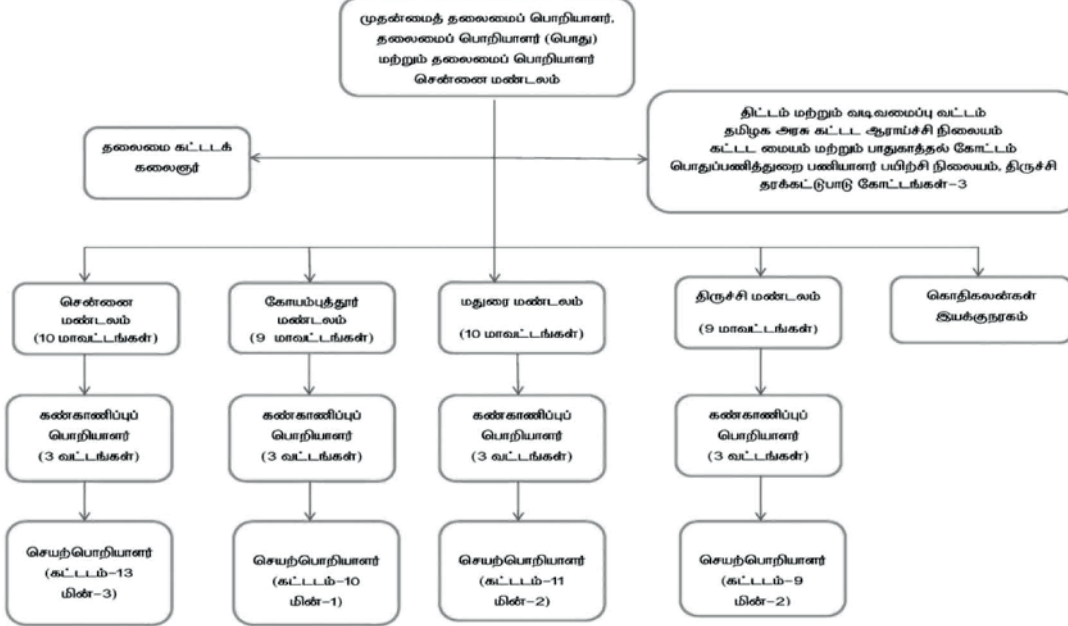 முதன்மைத் தலைமைப் பொறியாளர்,
தலைமைப் பொறியாளர் (பொது)
மற்றும் தலைமைப் பொறியாளர்
சென்னை மண்டலம்
தலைமை கட்டடக்
கலைஞர்
திட்டம் மற்றும் வடிவமைப்பு வட்டம்
தமிழக அரசு கட்டட ஆராய்ச்சி நிலையம்
கட்டட மையம் மற்றும் பாதுகாத்தல் கோட்டம்
பொதுப்பணித்துறை பணியாளர் பயிற்சி நிலையம், திருச்சி
தரக்கட்டுபாடு கோட்டங்கள்-3
சென்னை
மண்டலம்
(10 மாவட்டங்கள்)
கோயம்புத்தூர்
மண்டலம்
(9 மாவட்டங்கள்)
மதுரை மண்டலம்
(10 மாவட்டங்கள்)
திருச்சி மண்டலம்
(9 மாவட்டங்கள்)
கொதிகலன்கள்
இயக்குநரகம்
கண்காணிப்புப்
பொறியாளர்
(3 வட்டங்கள்)
கண்காணிப்புப்
பொறியாளர்
(3 வட்டங்கள்)
கண்காணிப்புப்
பொறியாளர்
(3 வட்டங்கள்)
கண்காணிப்புப்
பொறியாளர்
(3 வட்டங்கள்)
செயற்பொறியாளர்
(கட்டடம்-13
மின்-3)
செயற்பொறியாளர்
(கட்டடம்-10
மின்-1)
செயற்பொறியாளர்
(கட்டடம்-11
மின்-2)
செயற்பொறியாளர்
(கட்டடம்-9
மின்-2)